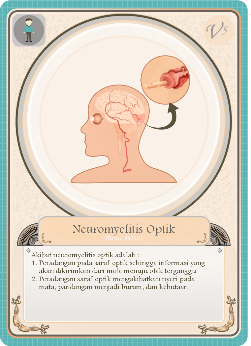 V5
Neuromyelitis Optik
Akibat neuromyelitis optik adalah :
1. Peradangan pada saraf optik sehingga informasi yang
akan dikirimkan dari mata menuju otak terganggu
2. Peradangan saraf optik mengakibatkan nyeri pada
mata, pandangan menjadi buram, dan kebutaan